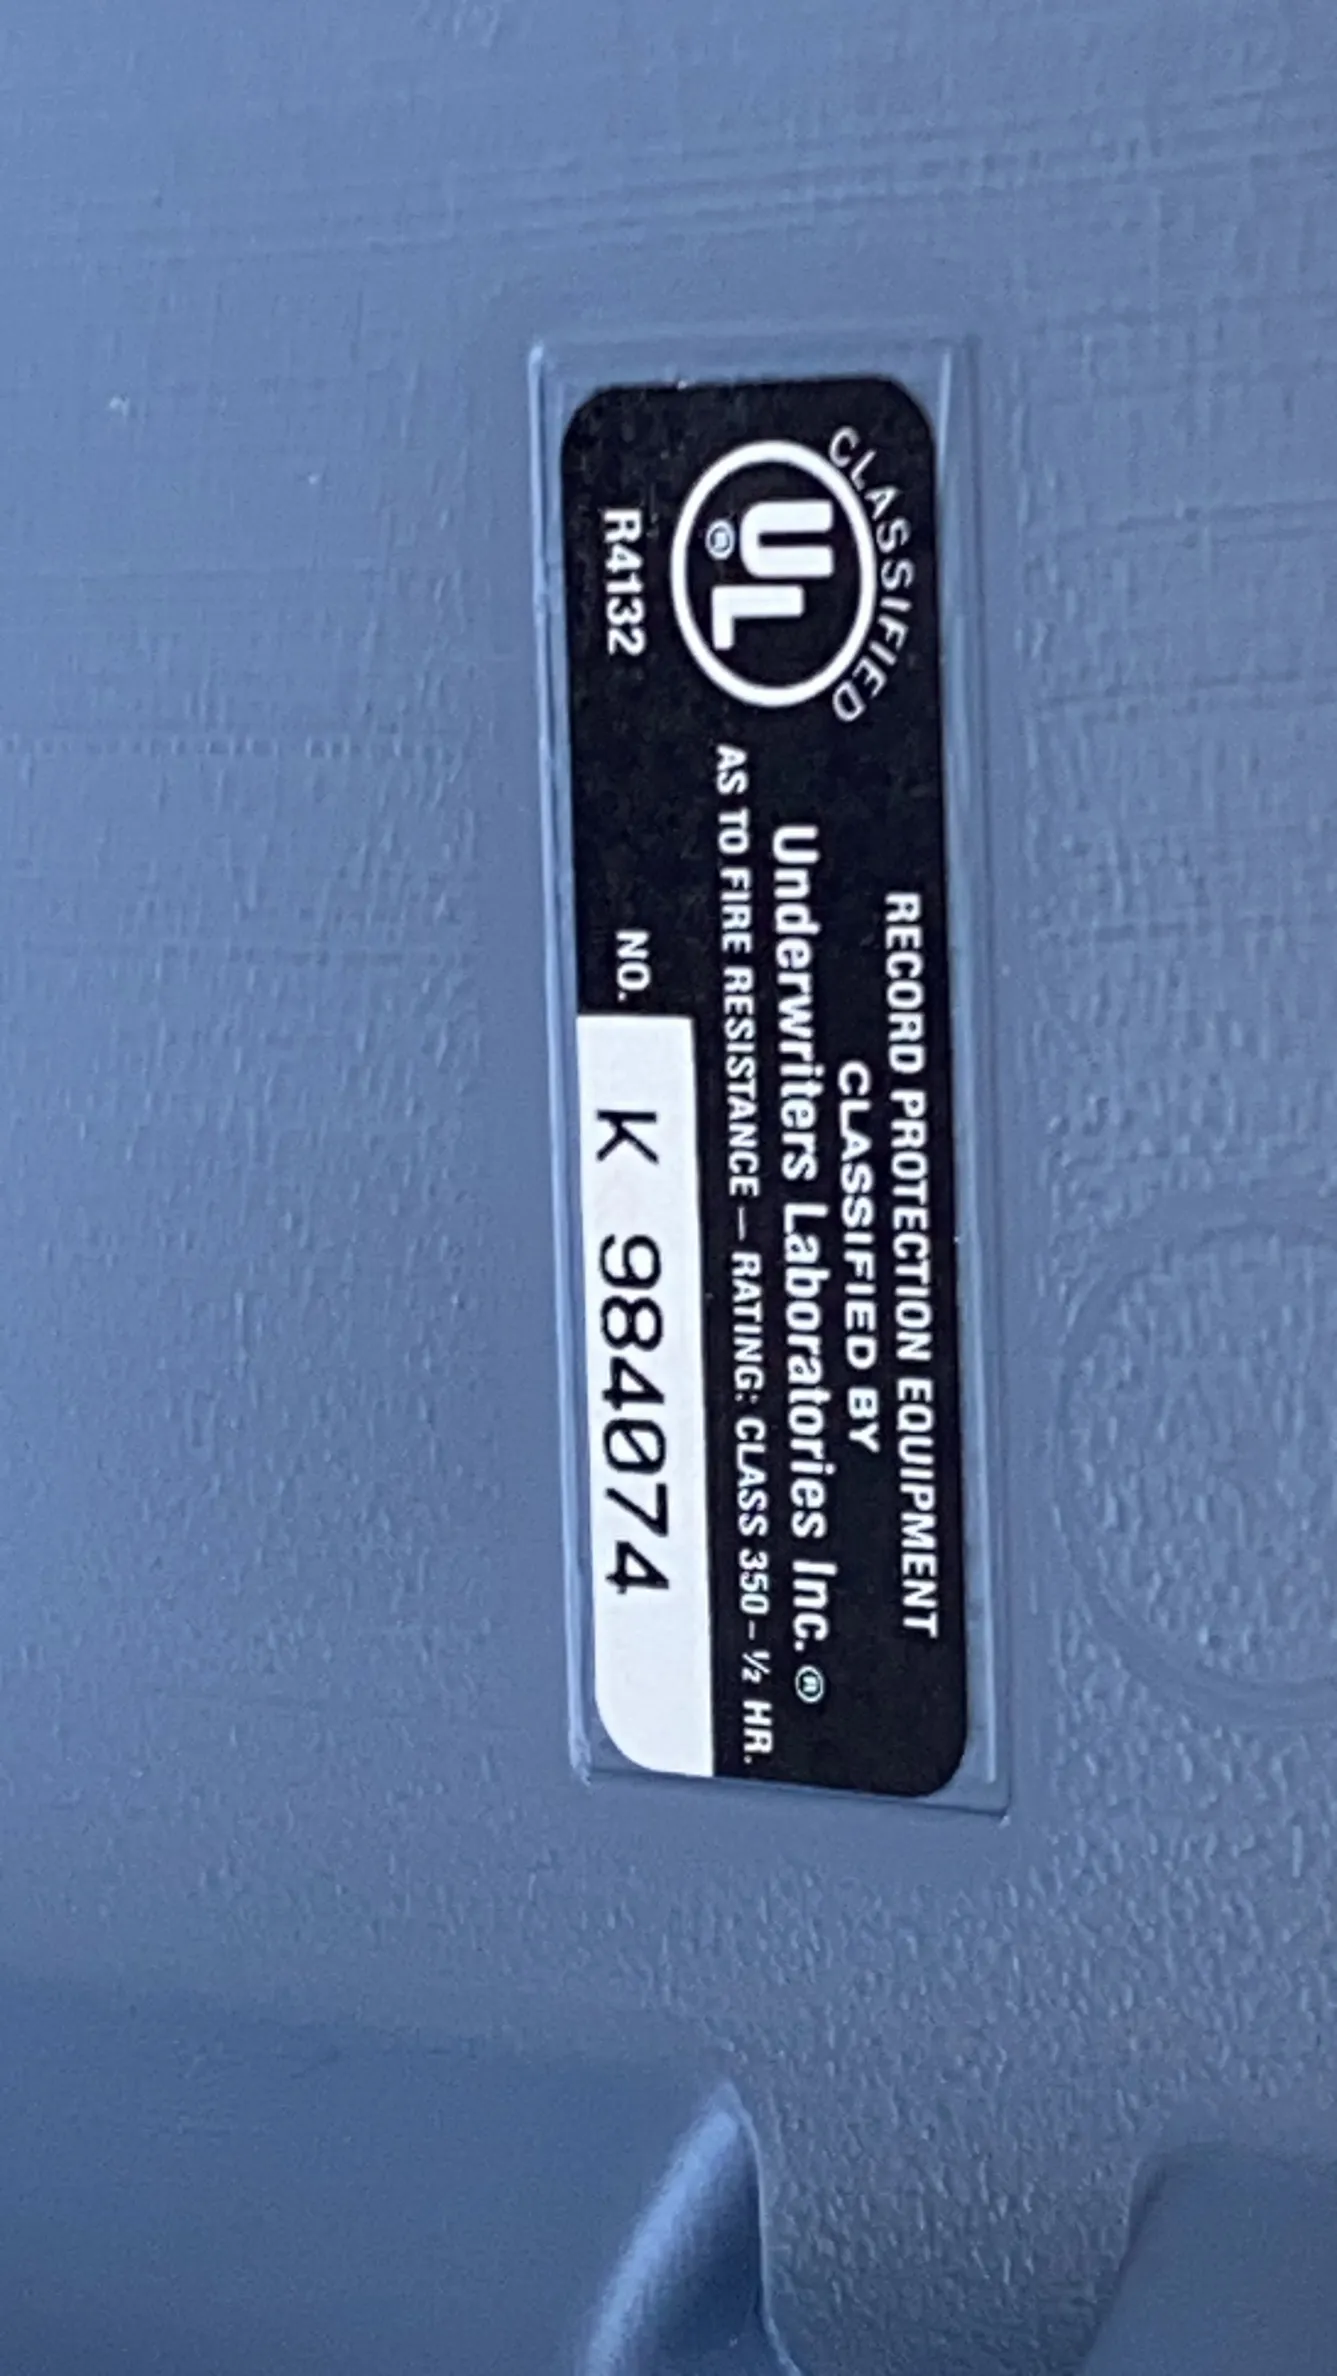 RECORD PROTECTION EQUIPMENT
CLASSIFIED BY
Underwriters Laboratories Inc.®
AS TO FIRE RESISTANCE – RATING: CLASS 350 – ½ HR.
CLASSIFIED
UL®
R4132
NO. K 984074